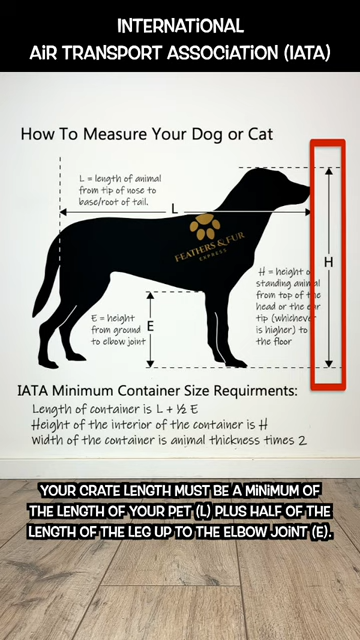 INTERNATIONAL
AIR TRANSPORT ASSOCIATION (IATA)
How To Measure Your Dog or Cat
L = length of animal
from tip of nose to
base/root of tail.
L
FEATHERS & FUR
EXPRESS
H
H = height of
standing animal
from top of the
head or the ear
tip (whichever
is higher) to
the floor
E = height
from ground
to elbow joint
E
IATA Minimum Container Size Requirments:
Length of container is L + ½ E
Height of the interior of the container is H
Width of the container is animal thickness times 2
YOUR CRATE LENGTH MUST BE A MINIMUM OF
THE LENGTH OF YOUR PET (L) PLUS HALF OF THE
LENGTH OF THE LEG UP TO THE ELBOW JOINT (E).